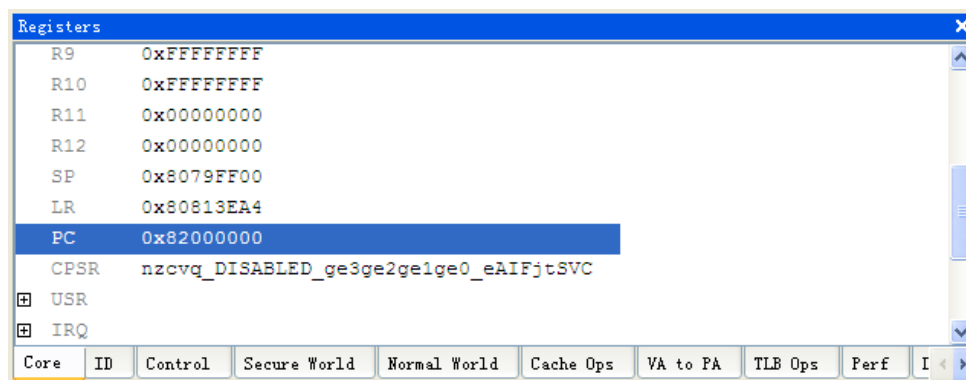 Registers
R9 0xFFFFFFFF
R10 0xFFFFFFFF
R11 0x00000000
R12 0x00000000
SP 0x8079FF00
LR 0x80813EA4
PC 0x82000000
CPSR nzcvq_DISABLED_ge3ge2ge1ge0_eAIFjtSVC
USR
IRQ
Core ID Control Secure World Normal World Cache Ops VA to PA TLB Ops Perf